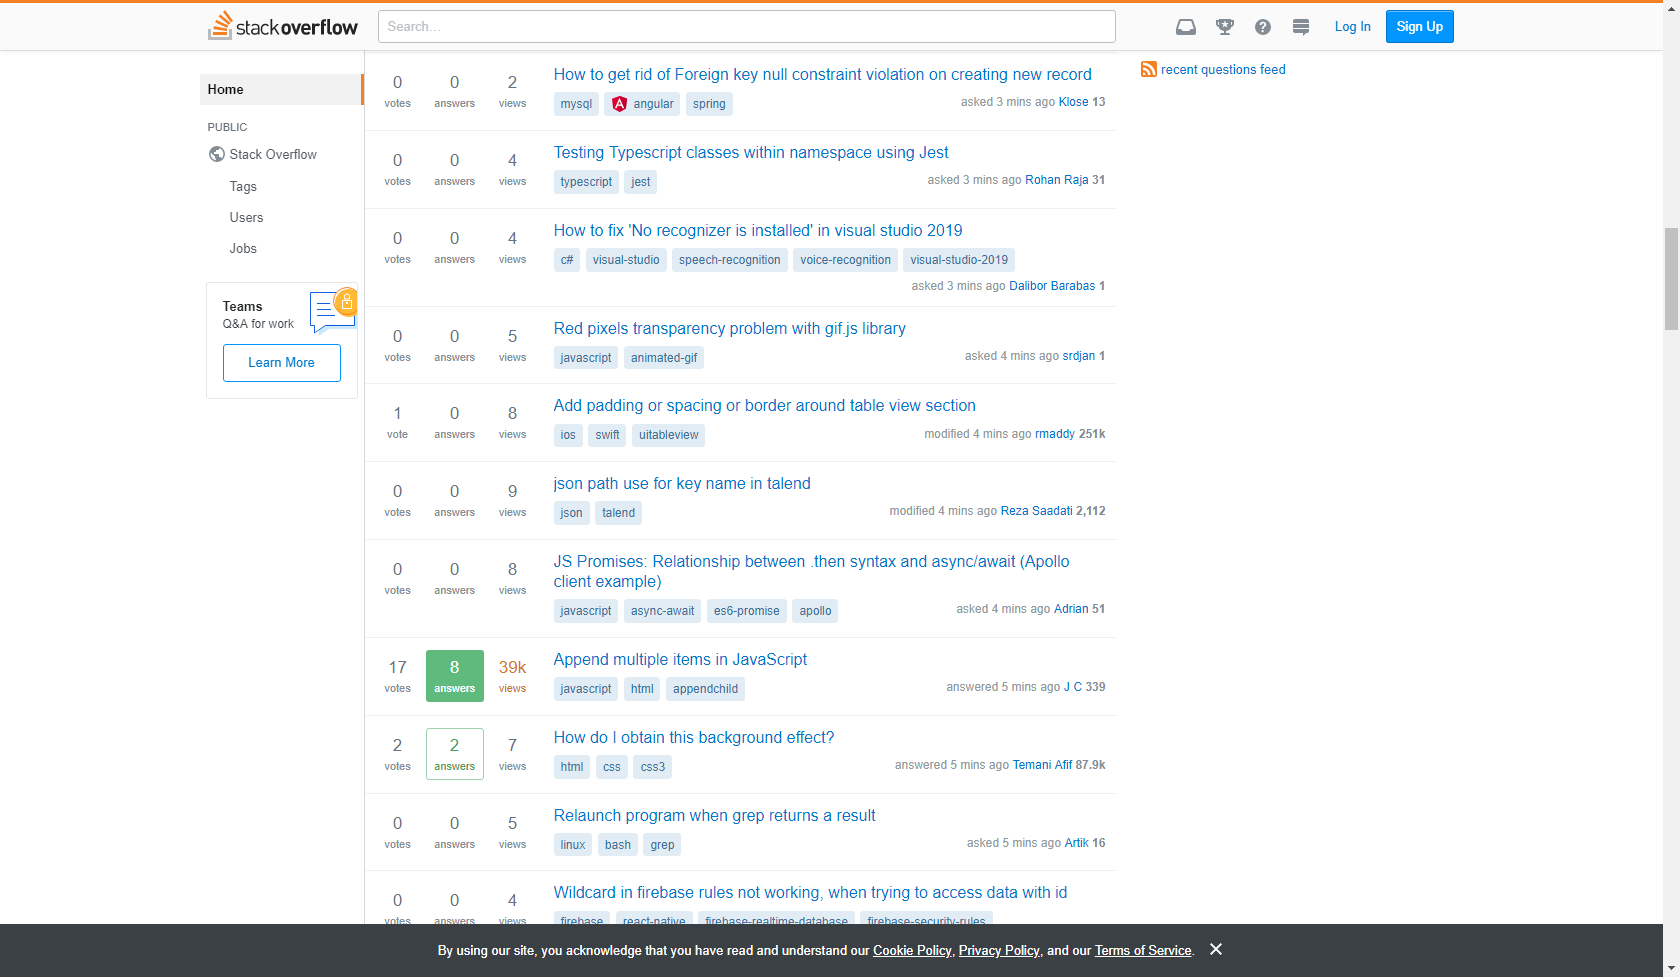 stackoverflow
Search...
Log In
Sign Up
Home
PUBLIC
Stack Overflow
Tags
Users
Jobs
Teams
Q&A for work
Learn More
0 0 2 How to get rid of Foreign key null constraint violation on creating new record
votes answers views mysql angular spring asked 3 mins ago Klose 13
0 0 4 Testing Typescript classes within namespace using Jest
votes answers views typescript jest asked 3 mins ago Rohan Raja 31
0 0 4 How to fix 'No recognizer is installed' in visual studio 2019
votes answers views c# visual-studio speech-recognition voice-recognition visual-studio-2019
asked 3 mins ago Dalibor Barabas 1
0 0 5 Red pixels transparency problem with gif.js library
votes answers views javascript animated-gif asked 4 mins ago srdjan 1
1 0 8 Add padding or spacing or border around table view section
vote answers views ios swift uitableview modified 4 mins ago rmaddy 251k
0 0 9 json path use for key name in talend
votes answers views json talend modified 4 mins ago Reza Saadati 2,112
0 0 8 JS Promises: Relationship between .then syntax and async/await (Apollo
client example)
votes answers views javascript async-await es6-promise apollo asked 4 mins ago Adrian 51
17 8 39k Append multiple items in JavaScript
votes answers views javascript html appendchild answered 5 mins ago J C 339
2 2 7 How do I obtain this background effect?
votes answers views html css css3 answered 5 mins ago Temani Afif 87.9k
0 0 5 Relaunch program when grep returns a result
votes answers views linux bash grep asked 5 mins ago Artik 16
0 0 4 Wildcard in firebase rules not working, when trying to access data with id
votes answers views firebase react-native firebase-realtime-database firebase-security-rules
recent questions feed
By using our site, you acknowledge that you have read and understand our Cookie Policy, Privacy Policy, and our Terms of Service.